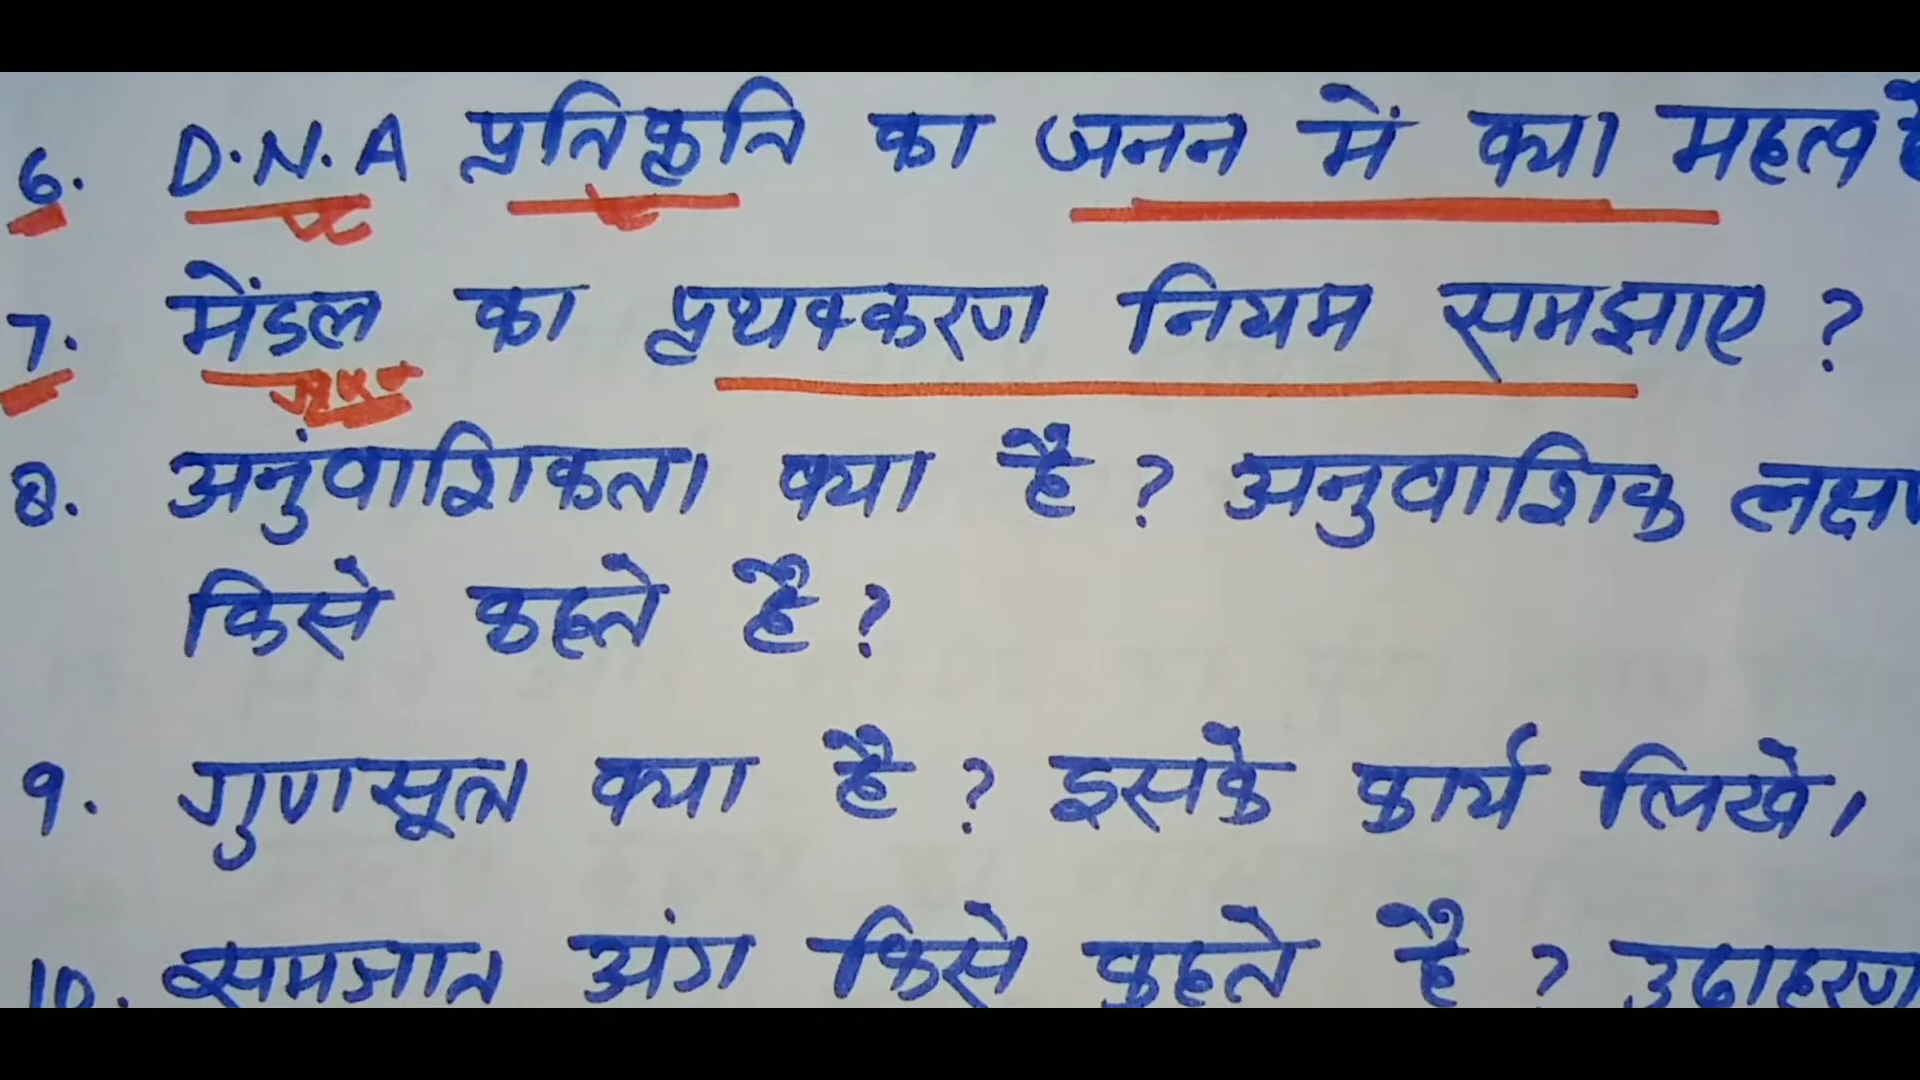 6. D.N.A प्रतिकृति का जनन में क्या महत्व है
7. मेंडल का पृथक्करण नियम समझाए ?
8. अनुंवाशिकता क्या है ? अनुवाशिक लक्षण
किसे कहते है ?
9. गुणसूत्र क्या है ? इसके कार्य लिखे।
10. समजात अंग किसे कहते है ? उदाहरण